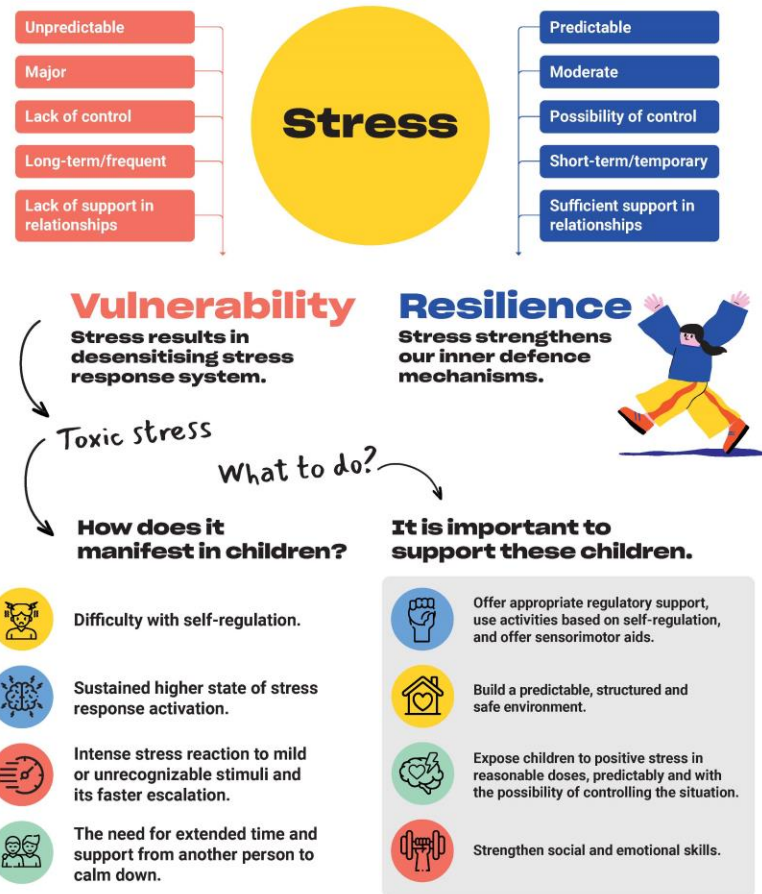 Unpredictable
Major
Lack of control
Long-term/frequent
Lack of support in
relationships
Stress
Predictable
Moderate
Possibility of control
Short-term/temporary
Sufficient support in
relationships
Vulnerability
Stress results in
desensitising stress
response system.
Resilience
Stress strengthens
our inner defence
mechanisms.
Toxic stress
What to do?
How does it
manifest in children?
Difficulty with self-regulation.
Sustained higher state of stress
response activation.
Intense stress reaction to mild
or unrecognizable stimuli and
its faster escalation.
The need for extended time and
support from another person to
calm down.
It is important to
support these children.
Offer appropriate regulatory support,
use activities based on self-regulation,
and offer sensorimotor aids.
Build a predictable, structured and
safe environment.
Expose children to positive stress in
reasonable doses, predictably and with
the possibility of controlling the situation.
Strengthen social and emotional skills.